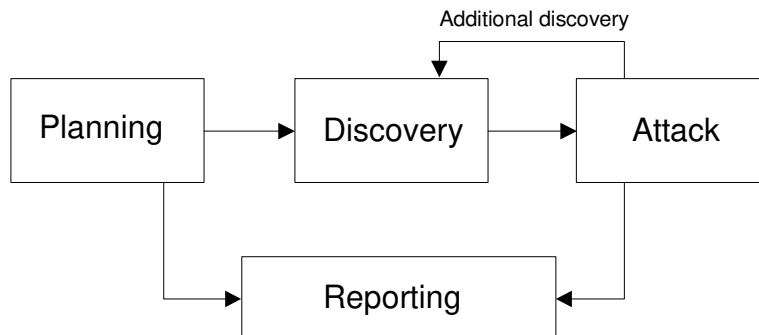 Additional discovery
Planning
Discovery
Attack
Reporting